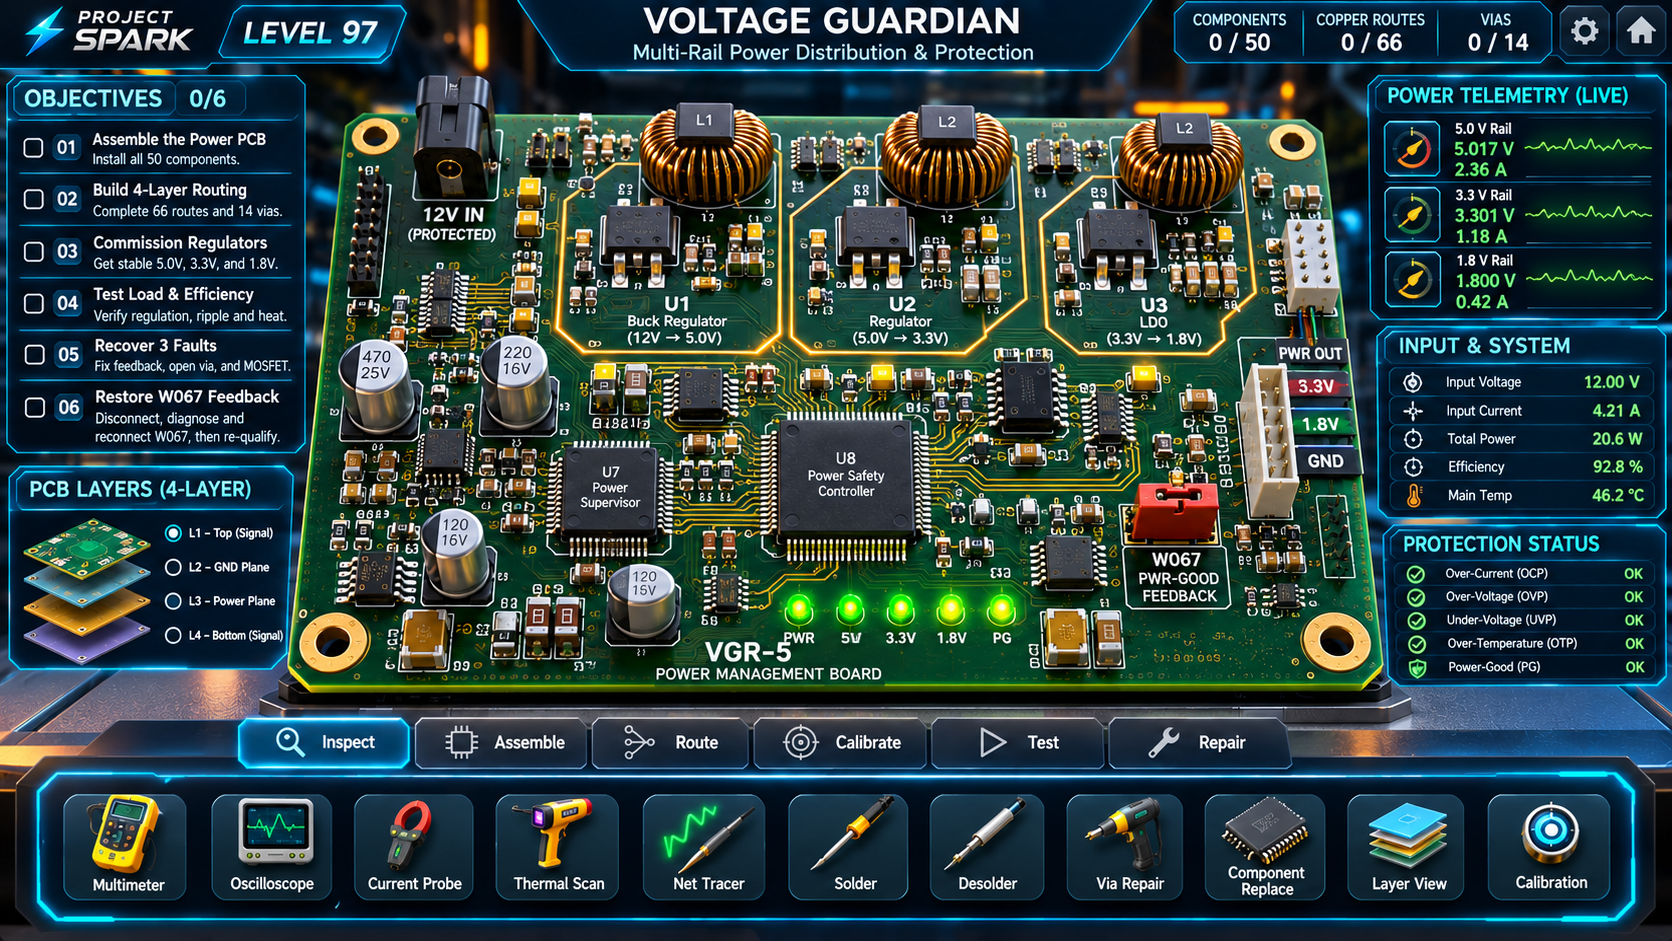 PROJECT
SPARK
LEVEL 97
VOLTAGE GUARDIAN
Multi-Rail Power Distribution & Protection
COMPONENTS
0 / 50
COPPER ROUTES
0 / 66
VIAS
0 / 14
OBJECTIVES 0/6
01 Assemble the Power PCB
Install all 50 components.
02 Build 4-Layer Routing
Complete 66 routes and 14 vias.
03 Commission Regulators
Get stable 5.0V, 3.3V, and 1.8V.
04 Test Load & Efficiency
Verify regulation, ripple and heat.
05 Recover 3 Faults
Fix feedback, open via, and MOSFET.
06 Restore W067 Feedback
Disconnect, diagnose and
reconnect W067, then re-qualify.
PCB LAYERS (4-LAYER)
L1 – Top (Signal)
L2 – GND Plane
L3 – Power Plane
L4 – Bottom (Signal)
12V IN
(PROTECTED)
L1
L2
L2
U1
Buck Regulator
(12V → 5.0V)
U2
Regulator
(5.0V → 3.3V)
U3
LDO
(3.3V → 1.8V)
470
25V
220
16V
120
16V
120
15V
U7
Power
Supervisor
U8
Power Safety
Controller
PWR OUT
3.3V
1.8V
GND
W067
PWR-GOOD
FEEDBACK
PWR
5V
3.3V
1.8V
PG
VGR-5
POWER MANAGEMENT BOARD
POWER TELEMETRY (LIVE)
5.0 V Rail
5.017 V
2.36 A
3.3 V Rail
3.301 V
1.18 A
1.8 V Rail
1.800 V
0.42 A
INPUT & SYSTEM
Input Voltage 12.00 V
Input Current 4.21 A
Total Power 20.6 W
Efficiency 92.8 %
Main Temp 46.2 °C
PROTECTION STATUS
Over-Current (OCP) OK
Over-Voltage (OVP) OK
Under-Voltage (UVP) OK
Over-Temperature (OTP) OK
Power-Good (PG) OK
Inspect
Assemble
Route
Calibrate
Test
Repair
Multimeter
Oscilloscope
Current Probe
Thermal Scan
Net Tracer
Solder
Desolder
Via Repair
Component
Replace
Layer View
Calibration